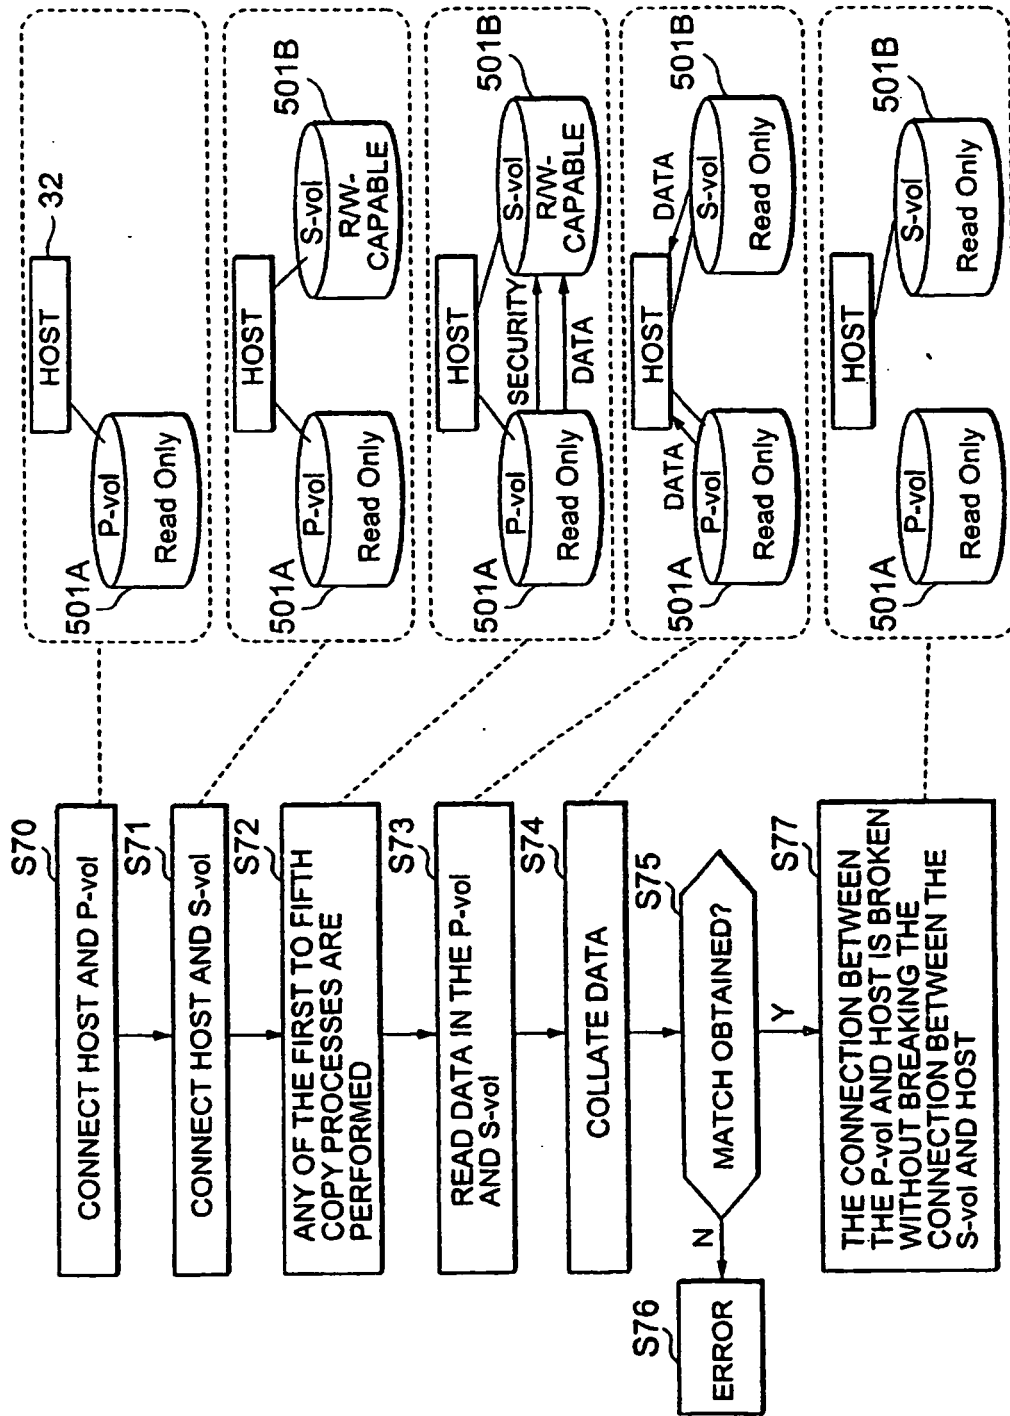 S70
CONNECT HOST AND P-vol
S71
CONNECT HOST AND S-vol
S72
ANY OF THE FIRST TO FIFTH
COPY PROCESSES ARE
PERFORMED
S73
READ DATA IN THE P-vol
AND S-vol
S74
COLLATE DATA
S75
MATCH OBTAINED?
N
Y
S76
ERROR
S77
THE CONNECTION BETWEEN
THE P-vol AND HOST IS BROKEN
WITHOUT BREAKING THE
CONNECTION BETWEEN THE
S-vol AND HOST
HOST
32
501A
P-vol
Read Only
HOST
501A
P-vol
Read Only
501B
S-vol
R/W-
CAPABLE
HOST
501A
P-vol
Read Only
SECURITY
DATA
501B
S-vol
R/W-
CAPABLE
HOST
501A
DATA
P-vol
Read Only
DATA
501B
S-vol
Read Only
HOST
501A
P-vol
Read Only
501B
S-vol
Read Only